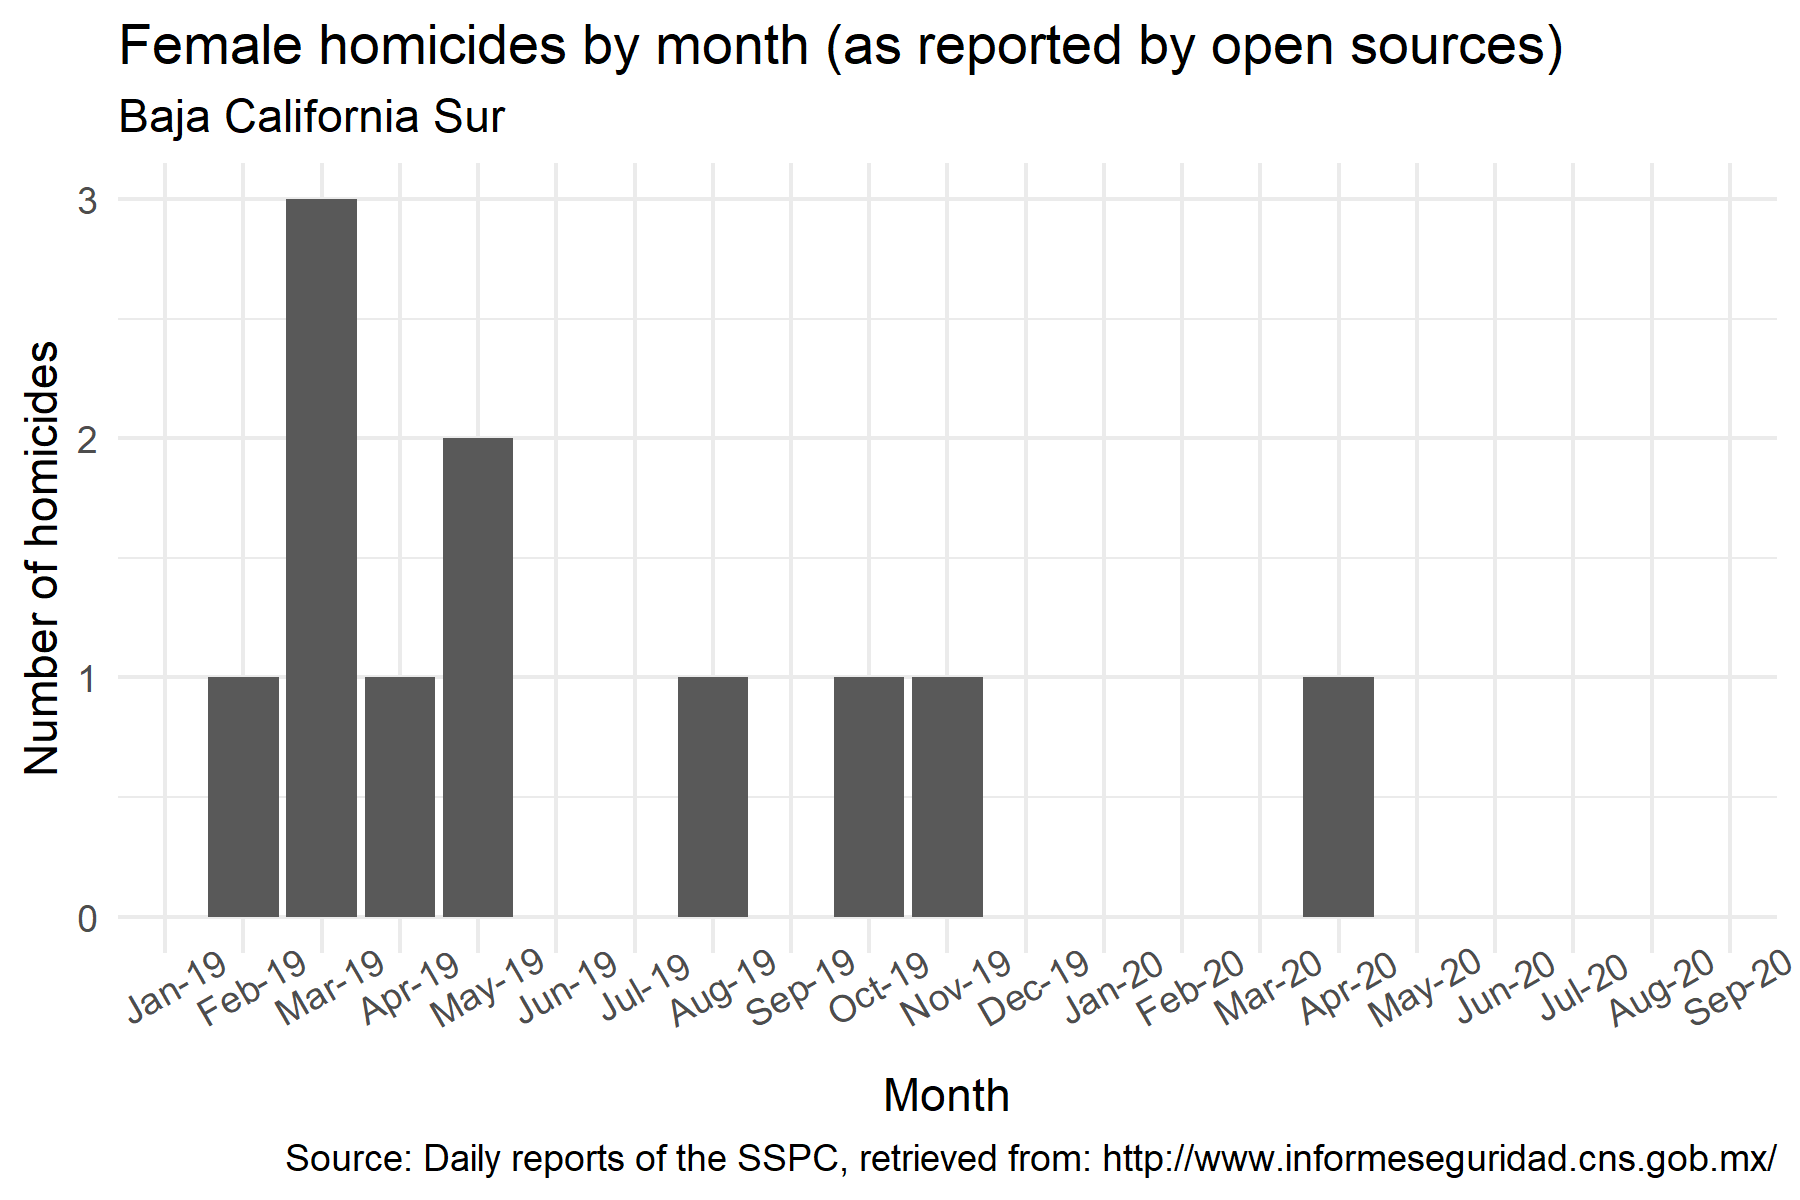 Female homicides by month (as reported by open sources)
Baja California Sur
Number of homicides
3
2
1
0
Jan-19
Feb-19
Mar-19
Apr-19
May-19
Jun-19
Jul-19
Aug-19
Sep-19
Oct-19
Nov-19
Dec-19
Jan-20
Feb-20
Mar-20
Apr-20
May-20
Jun-20
Jul-20
Aug-20
Sep-20
Month
Source: Daily reports of the SSPC, retrieved from: http://www.informeseguridad.cns.gob.mx/